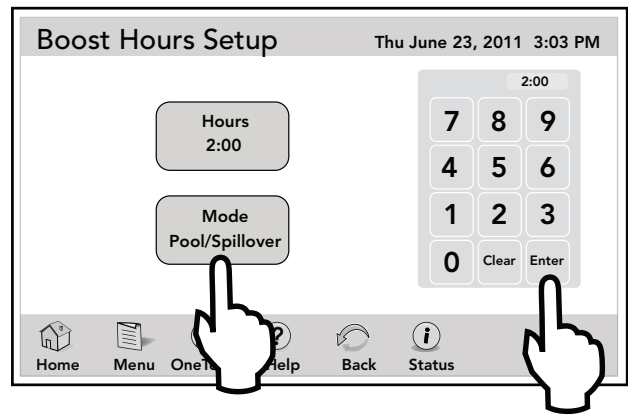 Boost Hours Setup Thu June 23, 2011 3:03 PM
2:00
Hours
2:00
Mode
Pool/Spillover
7 8 9
4 5 6
1 2 3
0 Clear Enter
? i
Home Menu Help Back Status